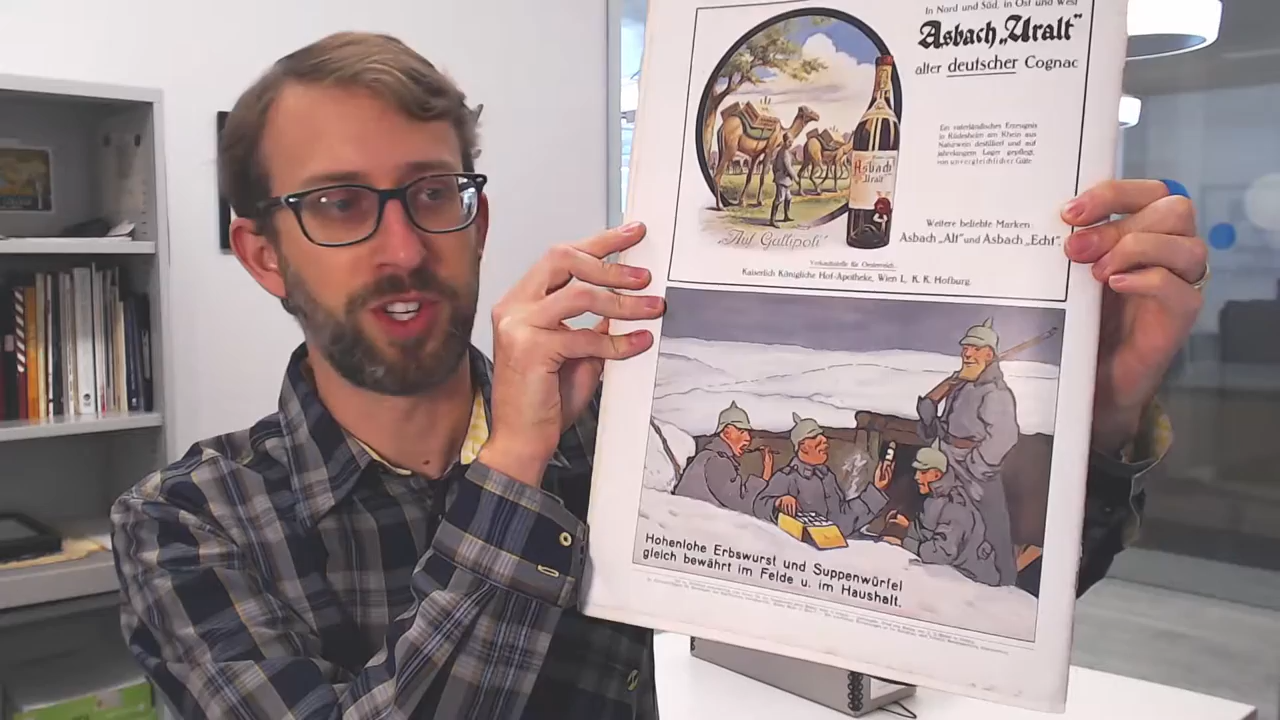 In Nord und Süd, in Ost und West
Asbach „Uralt"
alter deutscher Cognac
Ein vaterländisches Erzeugnis
in Rüdesheim am Rhein aus
Naturwein destilliert und auf
jahrelangem Lager gepflegt,
von unvergleichlicher Güte.
Asbach
„Uralt"
Weitere beliebte Marken:
Asbach „Alt" und Asbach „Echt".
„Auf Gallipoli"
Verkaufsstelle für Oesterreich:
Kaiserlich Königliche Hof-Apotheke, Wien I., K. K. Hofburg.
Hohenlohe Erbswurst und Suppenwürfel
gleich bewährt im Felde u. im Haushalt.